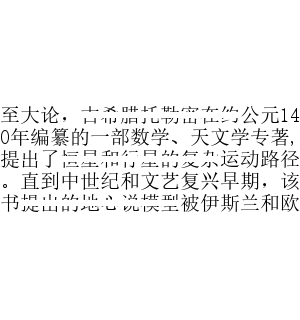 至大论，古希腊托勒密在约公元14
0年编纂的一部数学、天文学专著,
提出了恒星和行星的复杂运动路径
。直到中世纪和文艺复兴早期，该
书提出的地心说模型被伊斯兰和欧